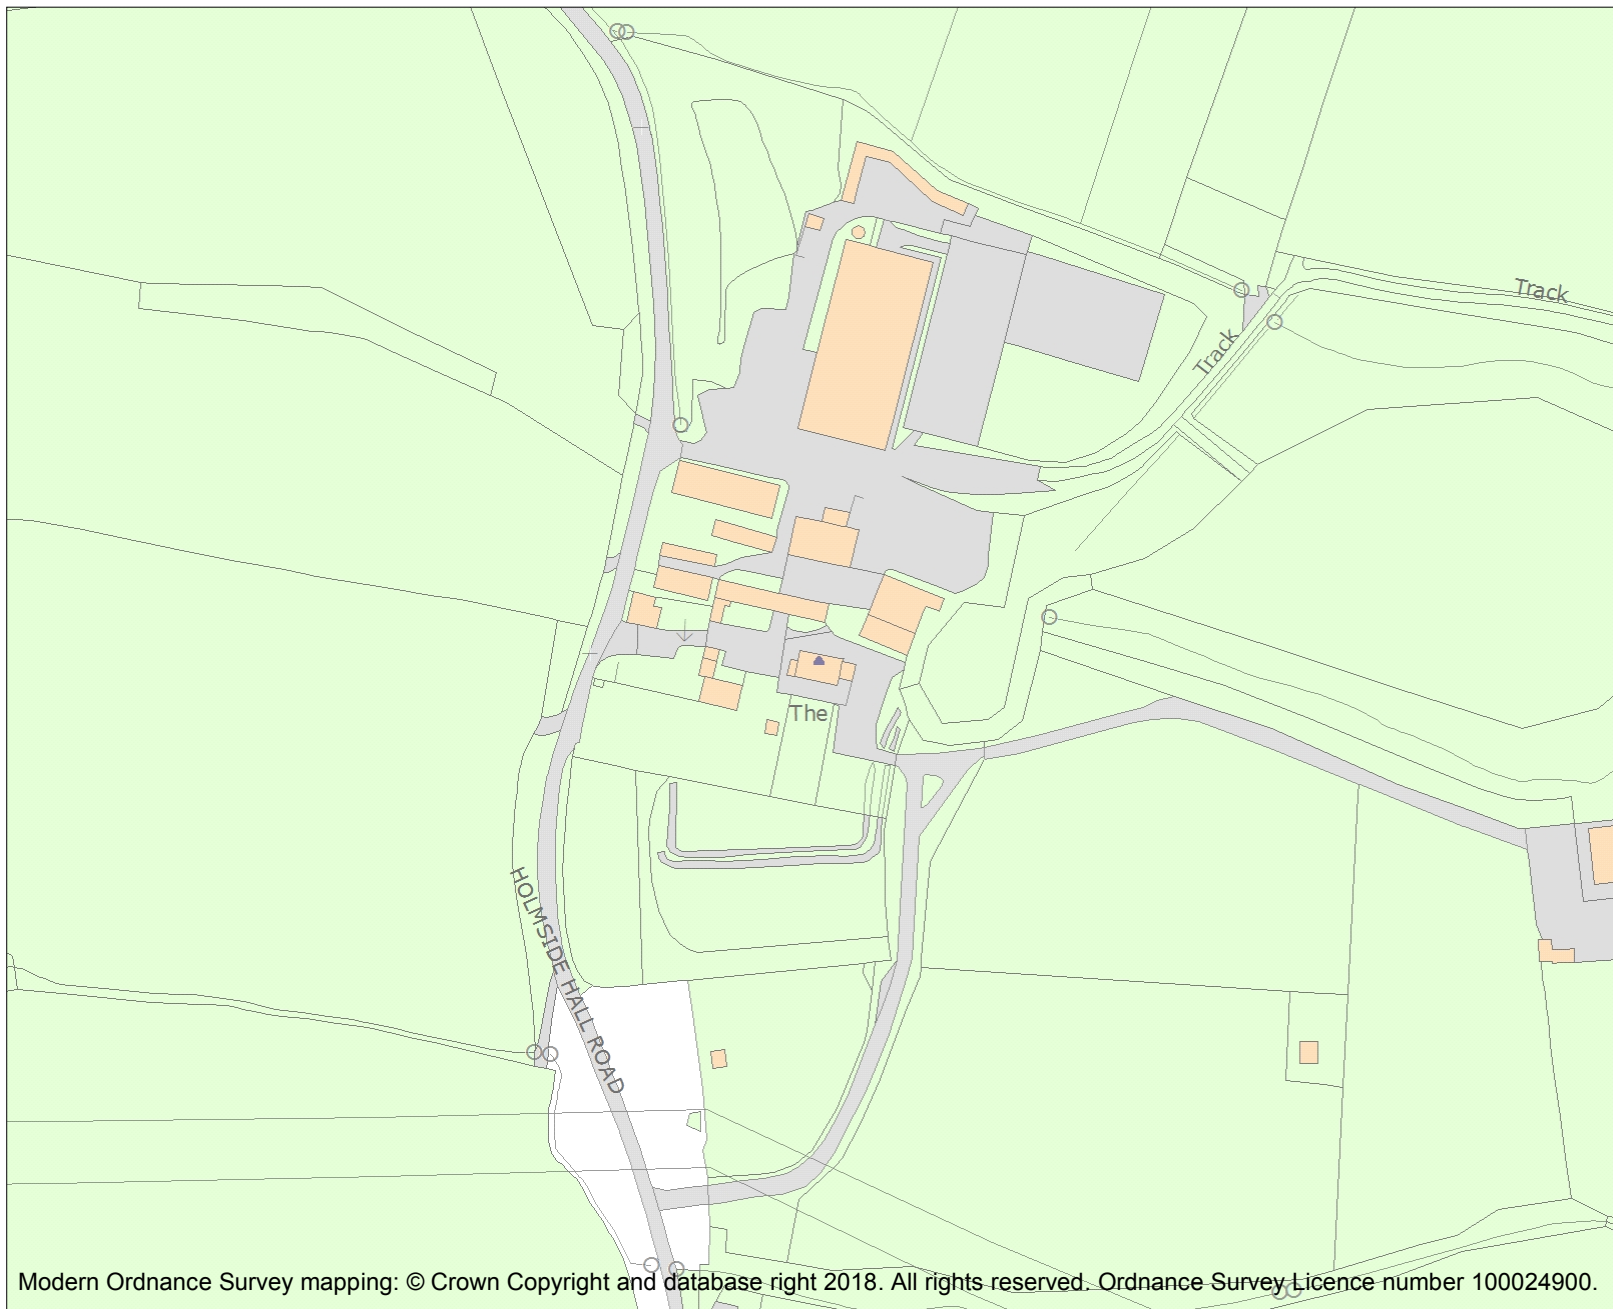 Track
Track
The
HOLMSIDE HALL ROAD
Modern Ordnance Survey mapping: © Crown Copyright and database right 2018. All rights reserved. Ordnance Survey Licence number 100024900.